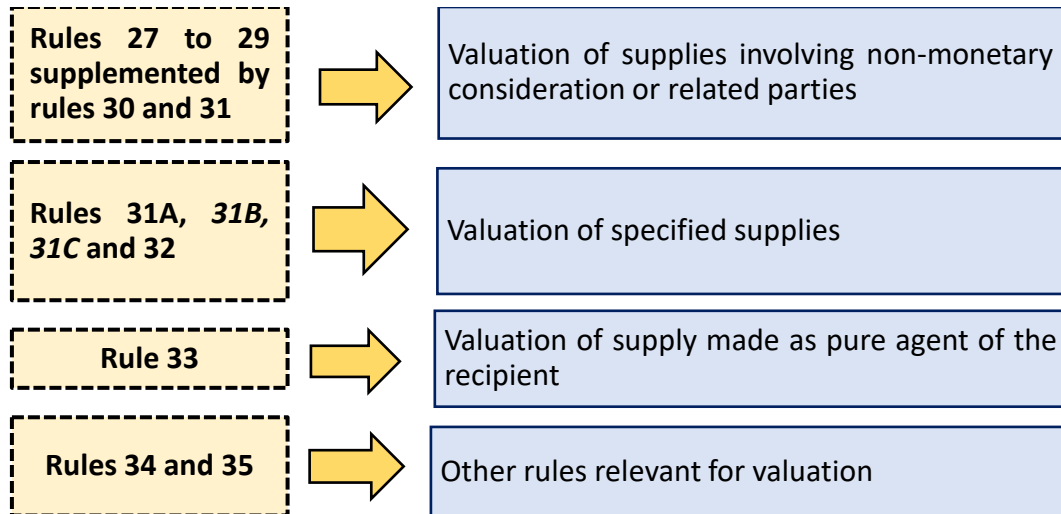 Rules 27 to 29
supplemented by
rules 30 and 31
Valuation of supplies involving non-monetary
consideration or related parties
Rules 31A, 31B,
31C and 32
Valuation of specified supplies
Rule 33
Valuation of supply made as pure agent of the
recipient
Rules 34 and 35
Other rules relevant for valuation